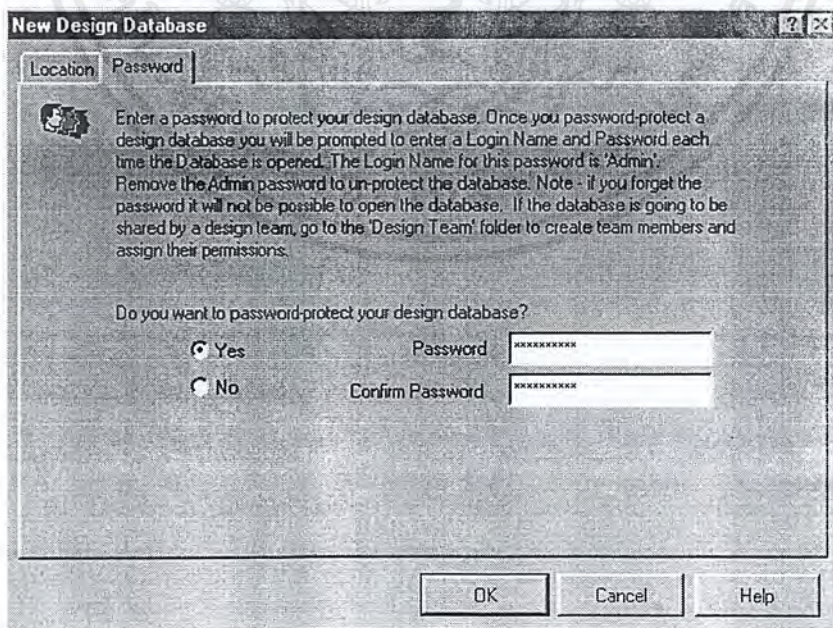 New Design Database
Location Password
Enter a password to protect your design database. Once you password-protect a
design database you will be prompted to enter a Login Name and Password each
time the Database is opened. The Login Name for this password is 'Admin'.
Remove the Admin password to un-protect the database. Note - if you forget the
password it will not be possible to open the database. If the database is going to be
shared by a design team, go to the 'Design Team' folder to create team members and
assign their permissions.
Do you want to password-protect your design database?
Yes Password xxxxxxxxxx
No Confirm Password xxxxxxxxxx
OK Cancel Help